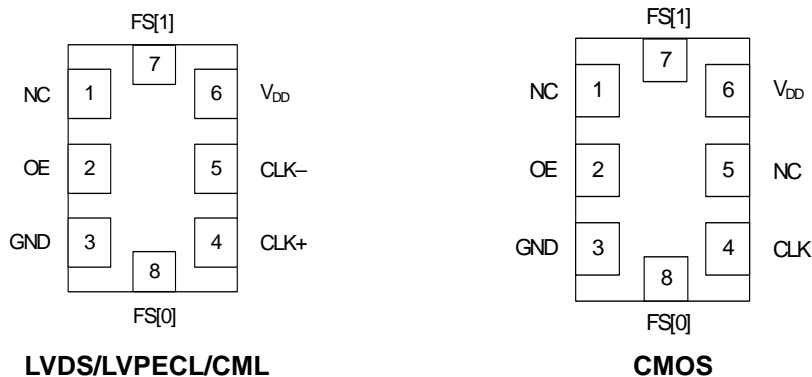 FS[1]
7
NC 1 6 VDD
OE 2 5 CLK–
GND 3 4 CLK+
8
FS[0]
LVDS/LVPECL/CML
FS[1]
7
NC 1 6 VDD
OE 2 5 NC
GND 3 4 CLK
8
FS[0]
CMOS